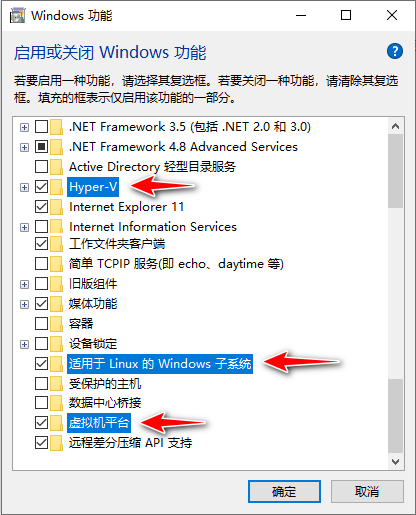 Windows 功能
启用或关闭 Windows 功能
若要启用一种功能，请选择其复选框。若要关闭一种功能，请清除其复选
框。填充的框表示仅启用该功能的一部分。
.NET Framework 3.5 (包括 .NET 2.0 和 3.0)
.NET Framework 4.8 Advanced Services
Active Directory 轻型目录服务
Hyper-V
Internet Explorer 11
Internet Information Services
工作文件夹客户端
简单 TCPIP 服务(即 echo、daytime 等)
旧版组件
媒体功能
容器
设备锁定
适用于 Linux 的 Windows 子系统
受保护的主机
数据中心桥接
虚拟机平台
远程差分压缩 API 支持
确定
取消